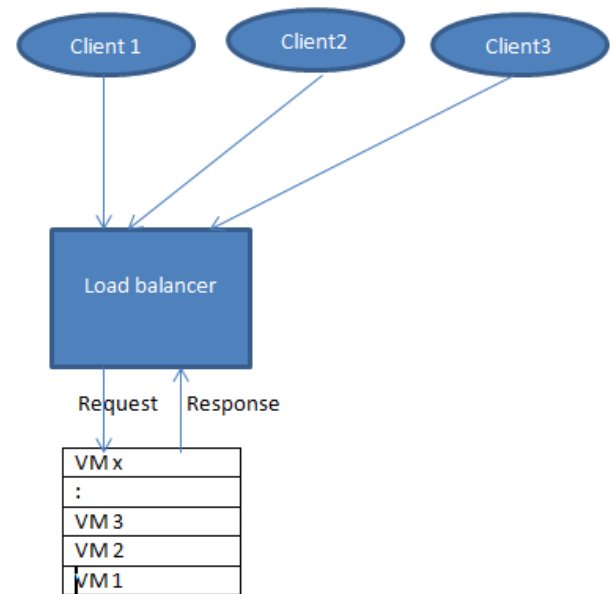 Client 1
Client2
Client3
Load balancer
Request
Response
VM x
:
VM 3
VM 2
VM 1